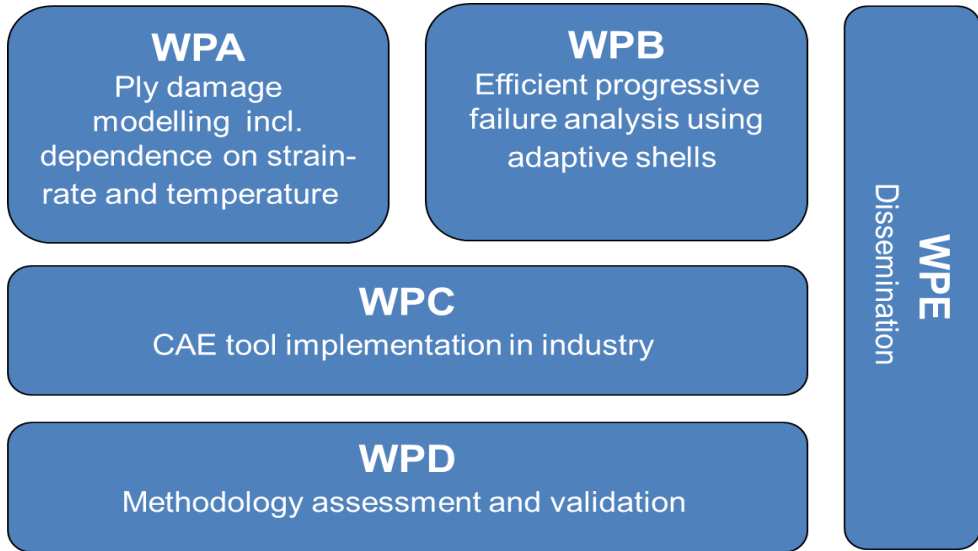 WPA
Ply damage
modelling incl.
dependence on strain-
rate and temperature
WPB
Efficient progressive
failure analysis using
adaptive shells
WPC
CAE tool implementation in industry
WPD
Methodology assessment and validation
WPE
Dissemination